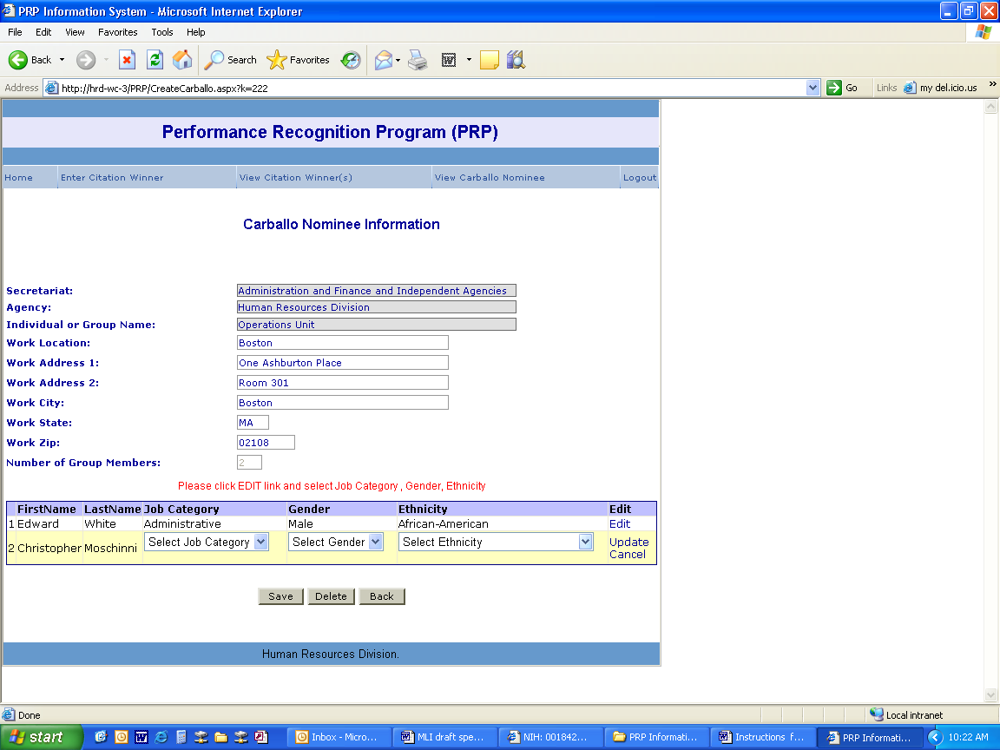 PRP Information System - Microsoft Internet Explorer
File Edit View Favorites Tools Help
Back Search Favorites
Address http://hrd-wc-3/PRP/CreateCarballo.aspx?k=222 Go Links my del.icio.us »
Performance Recognition Program (PRP)
Home Enter Citation Winner View Citation Winner(s) View Carballo Nominee Logout
Carballo Nominee Information
Secretariat: Administration and Finance and Independent Agencies
Agency: Human Resources Division
Individual or Group Name: Operations Unit
Work Location: Boston
Work Address 1: One Ashburton Place
Work Address 2: Room 301
Work City: Boston
Work State: MA
Work Zip: 02108
Number of Group Members: 2
Please click EDIT link and select Job Category , Gender, Ethnicity
FirstName LastName Job Category Gender Ethnicity Edit
1 Edward White Administrative Male African-American Edit
2 Christopher Moschinni Select Job Category Select Gender Select Ethnicity Update
Cancel
Save Delete Back
Human Resources Division.
Done Local intranet
start Inbox - Micro... MLI draft spe... NIH: 001842... PRP Informati... Instructions f... PRP Informati... 10:22 AM